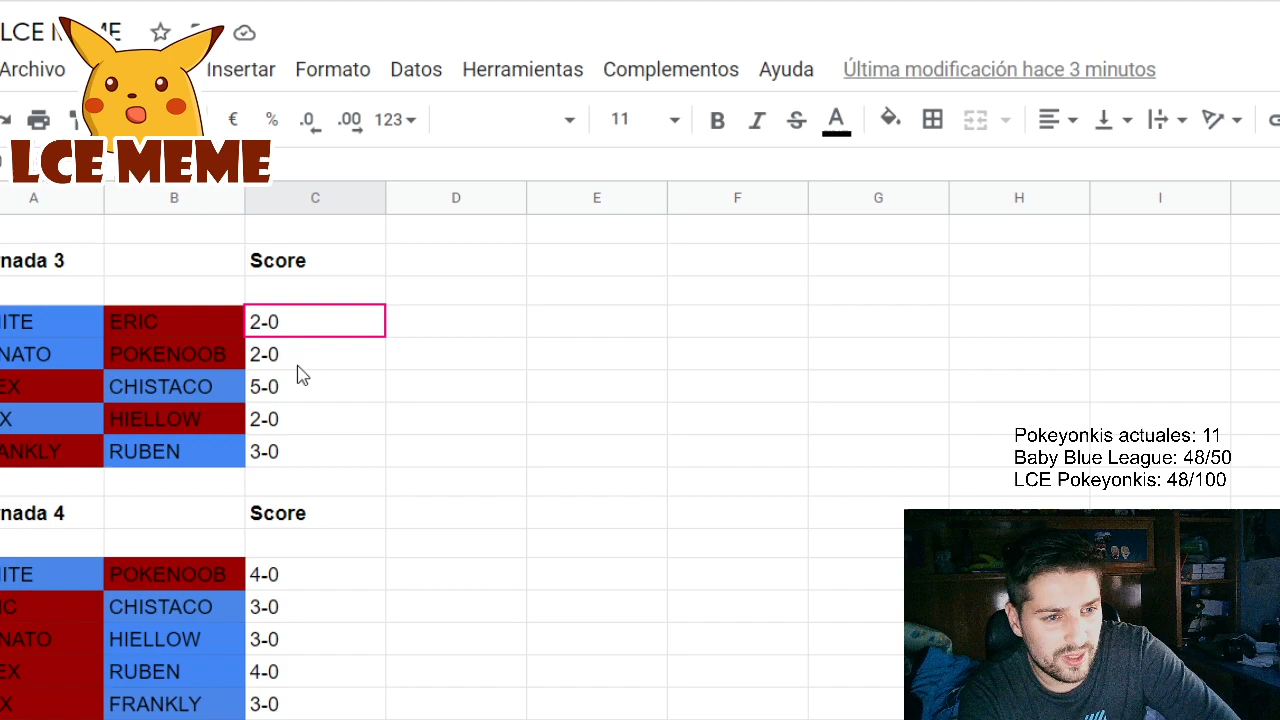 LCE M EME
Archivo Insertar Formato Datos Herramientas Complementos Ayuda Última modificación hace 3 minutos
€ % .0 .00 123 11 B I S A
LCE MEME
A B C D E F G H I
nada 3 Score
ITE ERIC 2-0
NATO POKENOOB 2-0
EX CHISTACO 5-0
X HIELLOW 2-0
ANKLY RUBEN 3-0
Pokeyonkis actuales: 11
Baby Blue League: 48/50
LCE Pokeyonkis: 48/100
nada 4 Score
ITE POKENOOB 4-0
IC CHISTACO 3-0
NATO HIELLOW 3-0
EX RUBEN 4-0
X FRANKLY 3-0